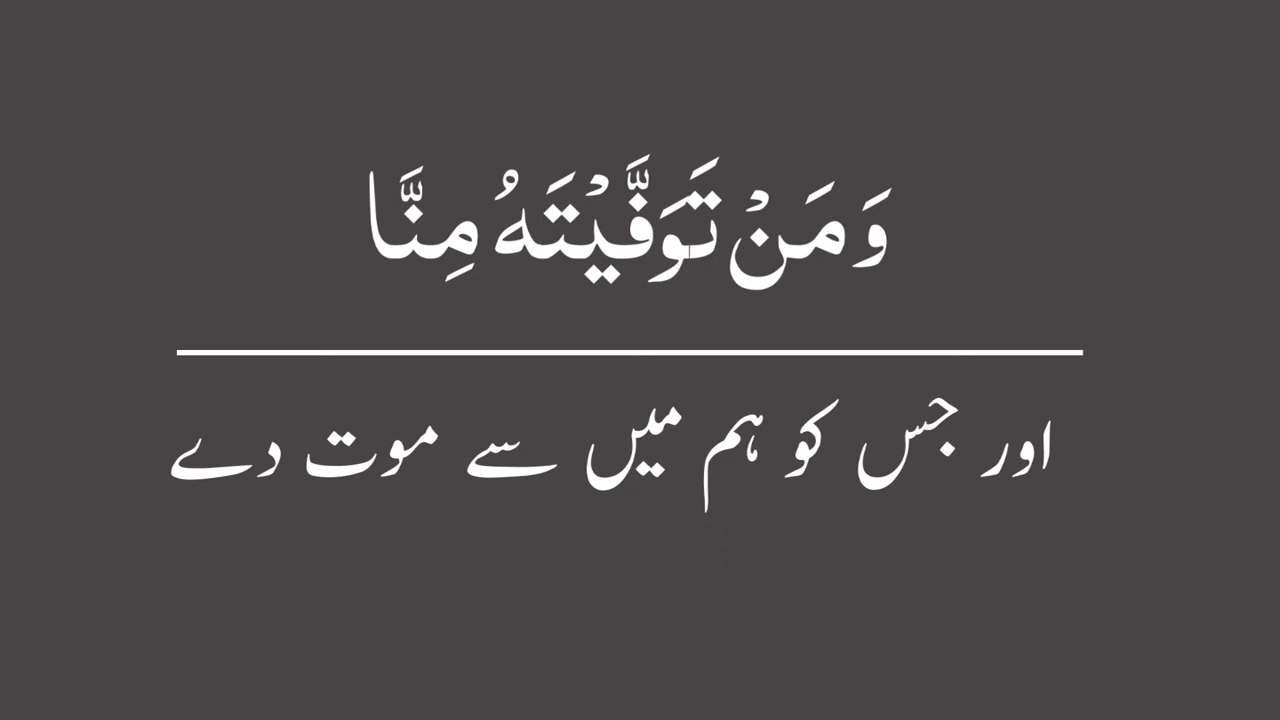 وَمَنْ تَوَفَّيْتَهُ مِنَّا
اور جس کو ہم میں سے موت دے